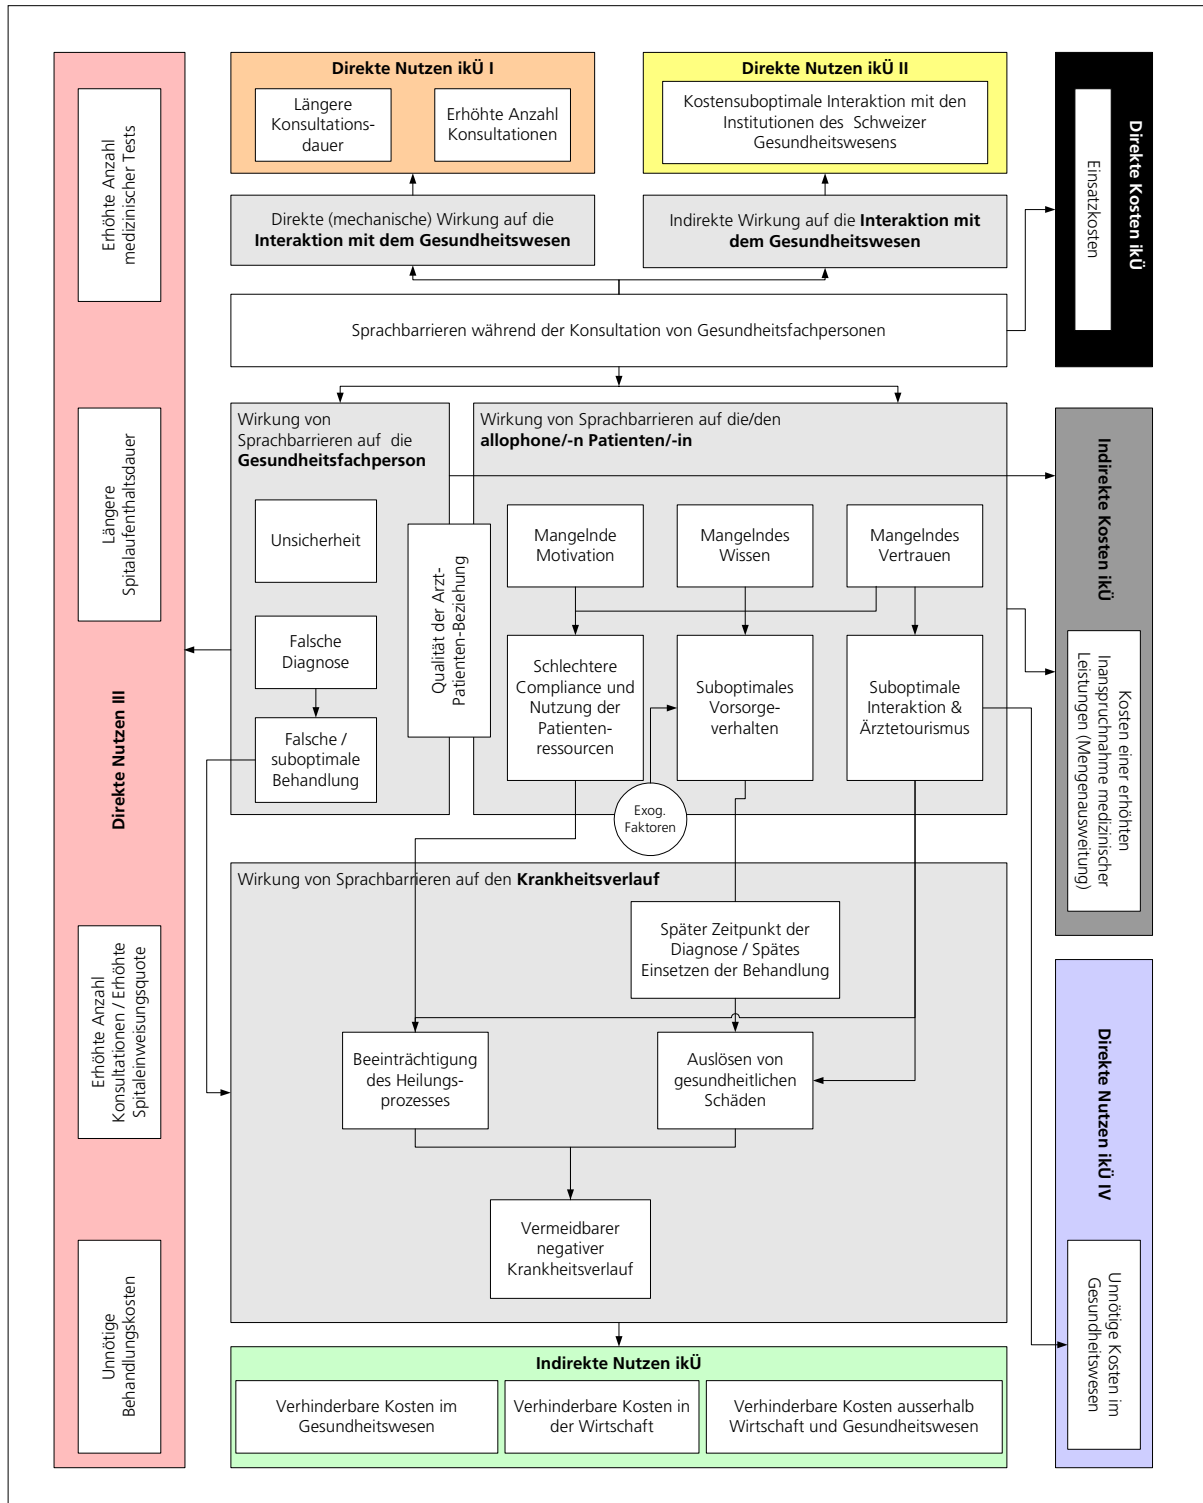 Direkte Nutzen ikÜ I
Längere
Konsultations-
dauer
Erhöhte Anzahl
Konsultationen
Direkte Nutzen ikÜ II
Kostensuboptimale Interaktion mit den
Institutionen des Schweizer
Gesundheitswesens
Direkte Kosten ikÜ
Einsatzkosten
Direkte (mechanische) Wirkung auf die
Interaktion mit dem Gesundheitswesen
Indirekte Wirkung auf die Interaktion mit
dem Gesundheitswesen
Sprachbarrieren während der Konsultation von Gesundheitsfachpersonen
Direkte Nutzen III
Erhöhte Anzahl
medizinischer Tests
Längere
Spitalaufenthaltsdauer
Erhöhte Anzahl
Konsultationen / Erhöhte
Spitaleinweisungsquote
Unnötige
Behandlungskosten
Wirkung von
Sprachbarrieren auf die
Gesundheitsfachperson
Unsicherheit
Falsche
Diagnose
Falsche /
suboptimale
Behandlung
Qualität der Arzt-
Patienten-Beziehung
Wirkung von Sprachbarrieren auf die/den
allophone/-n Patienten/-in
Mangelnde
Motivation
Mangelndes
Wissen
Mangelndes
Vertrauen
Schlechtere
Compliance und
Nutzung der
Patienten-
ressourcen
Suboptimales
Vorsorge-
verhalten
Suboptimale
Interaktion &
Ärztetourismus
Exog.
Faktoren
Indirekte Kosten ikÜ
Kosten einer erhöhten
Inanspruchnahme medizinischer
Leistungen (Mengenausweitung)
Wirkung von Sprachbarrieren auf den Krankheitsverlauf
Später Zeitpunkt der
Diagnose / Spätes
Einsetzen der Behandlung
Beeinträchtigung
des Heilungs-
prozesses
Auslösen von
gesundheitlichen
Schäden
Vermeidbarer
negativer
Krankheitsverlauf
Direkte Nutzen ikÜ IV
Unnötige Kosten im
Gesundheitswesen
Indirekte Nutzen ikÜ
Verhinderbare Kosten im
Gesundheitswesen
Verhinderbare Kosten in
der Wirtschaft
Verhinderbare Kosten ausserhalb
Wirtschaft und Gesundheitswesen